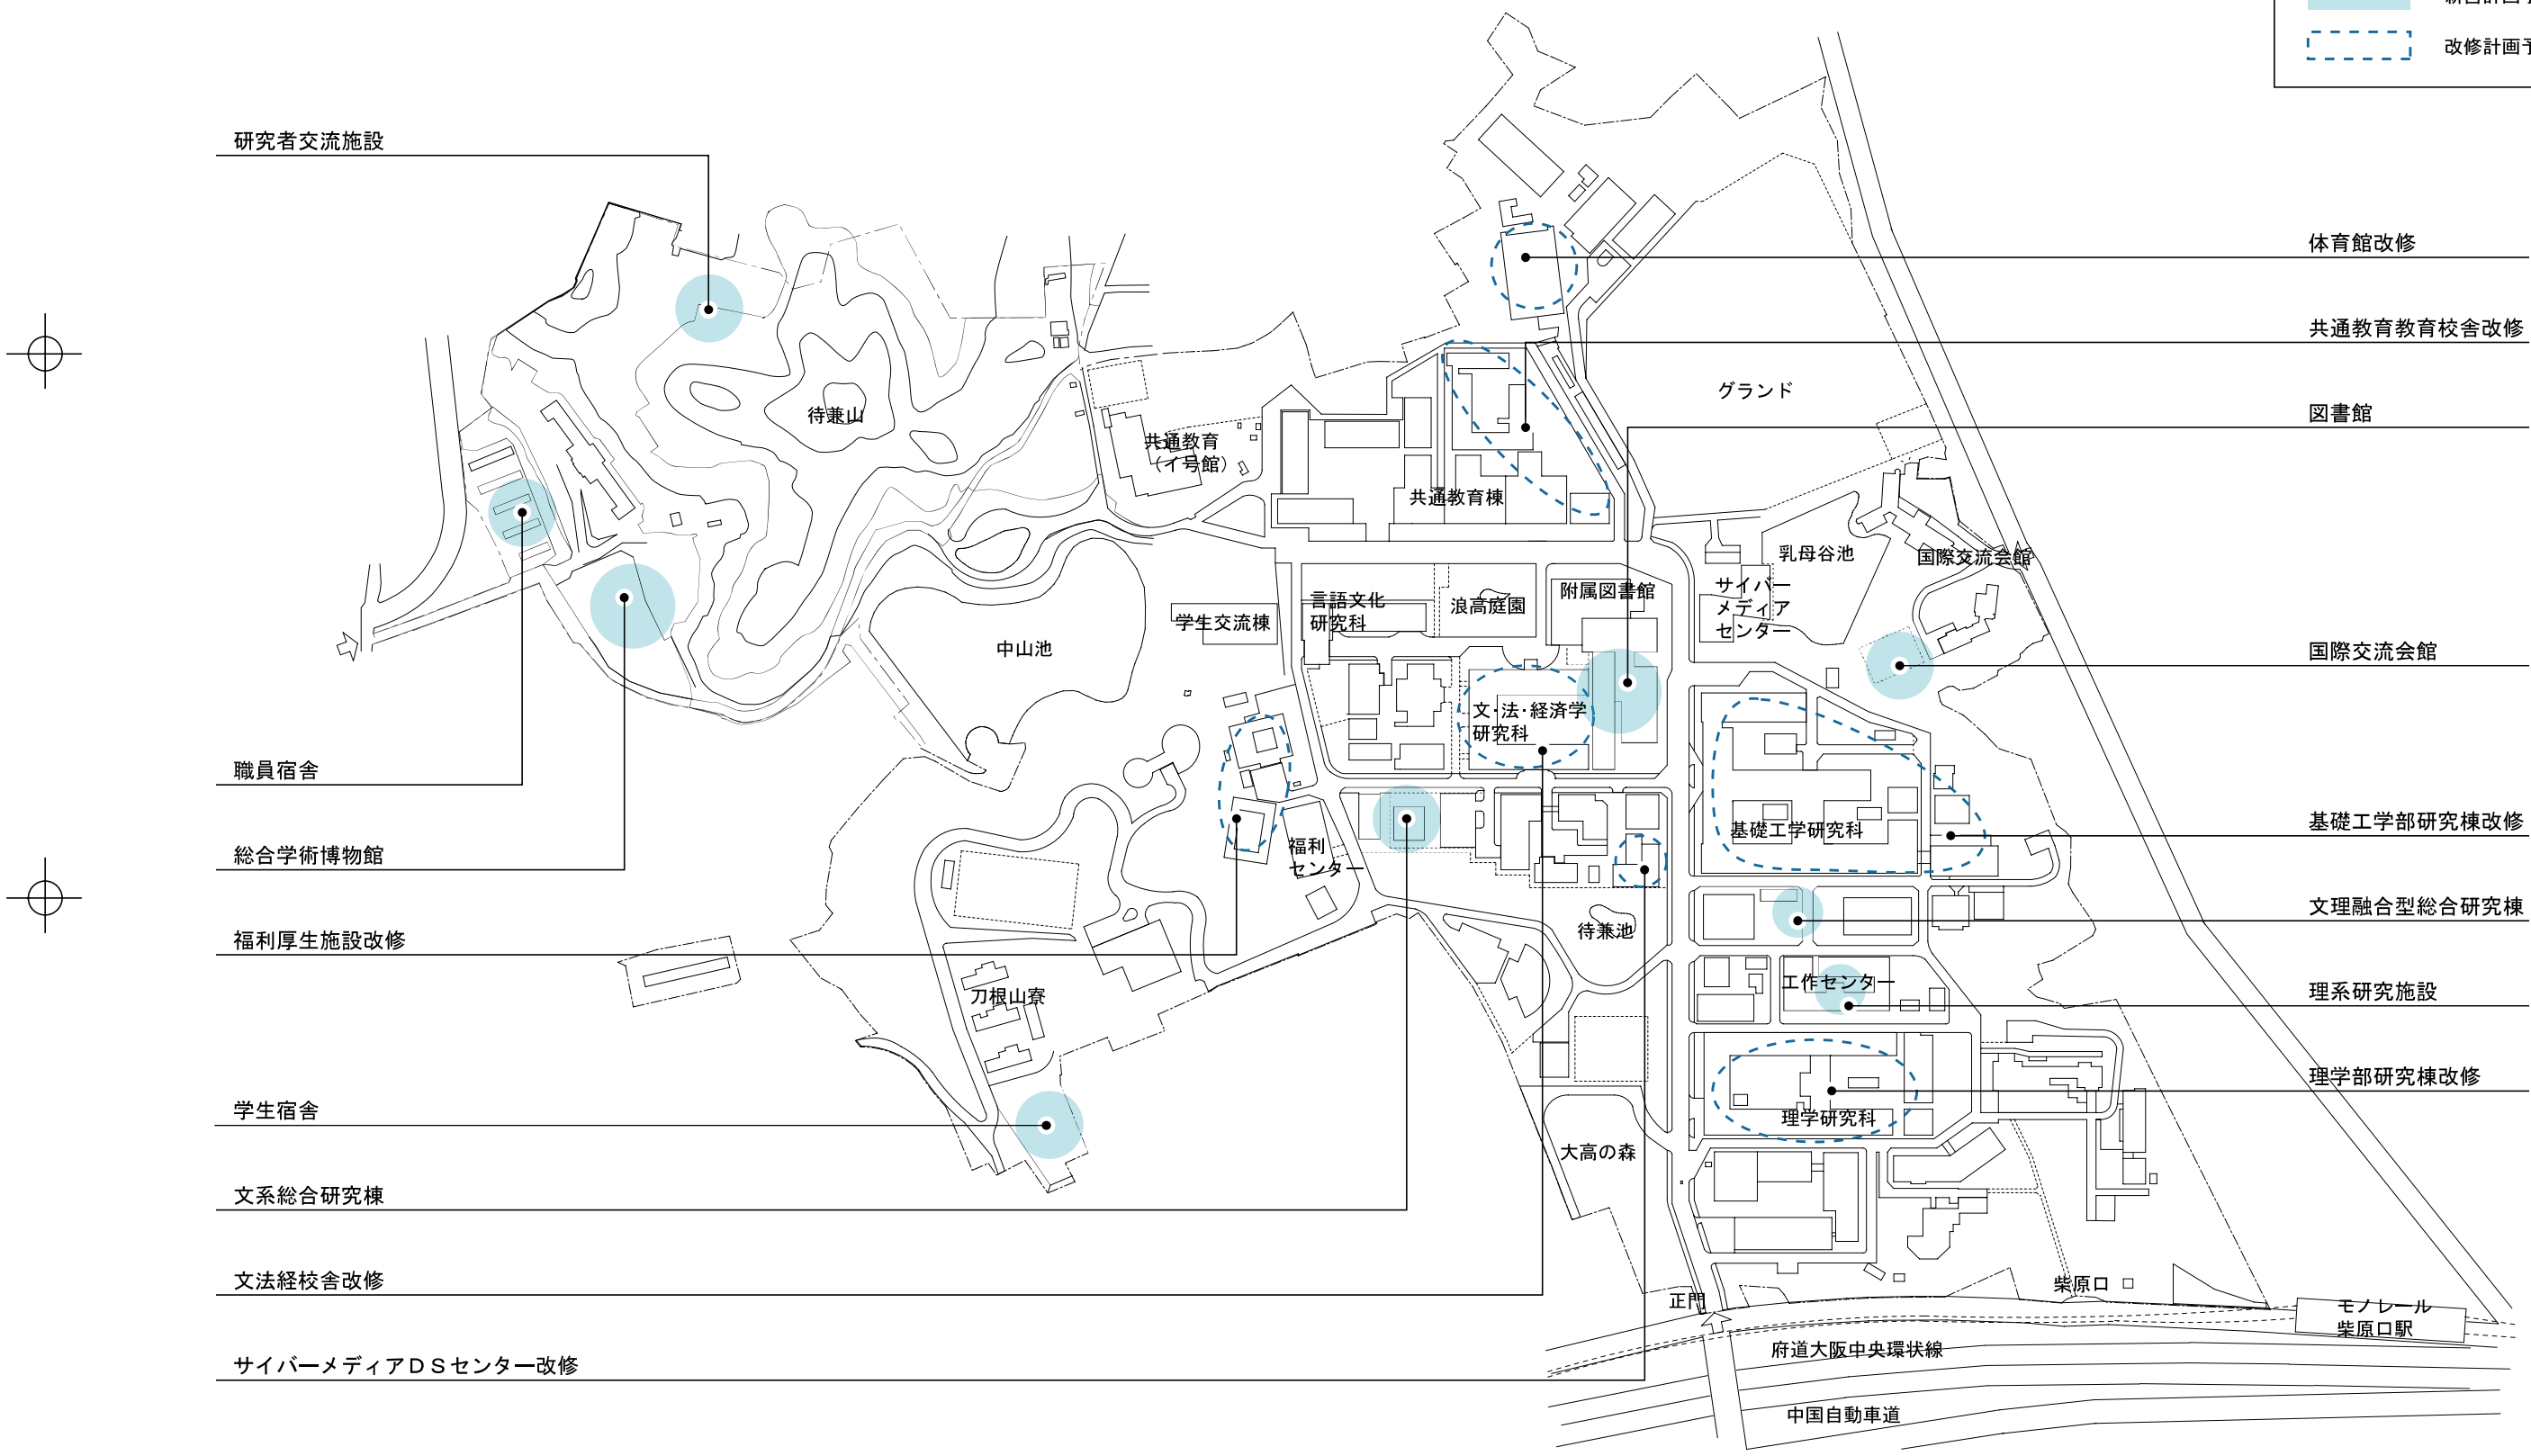 改修計画予
研究者交流施設
体育館改修
共通教育教育校舎改修
グランド
図書館
待兼山
共通教育
（イ号館）
共通教育棟
乳母谷池
国際交流会館
サイバー
メディア
センター
附属図書館
浪高庭園
言語文化
研究科
学生交流棟
中山池
国際交流会館
文・法・経済学
研究科
職員宿舎
基礎工学研究科
基礎工学部研究棟改修
総合学術博物館
福利
センター
文理融合型総合研究棟
待兼池
福利厚生施設改修
工作センター
理系研究施設
刀根山寮
理学部研究棟改修
学生宿舎
理学研究科
大高の森
文系総合研究棟
文法経校舎改修
柴原口
正門
モノレール
柴原口駅
府道大阪中央環状線
サイバーメディアＤＳセンター改修
中国自動車道